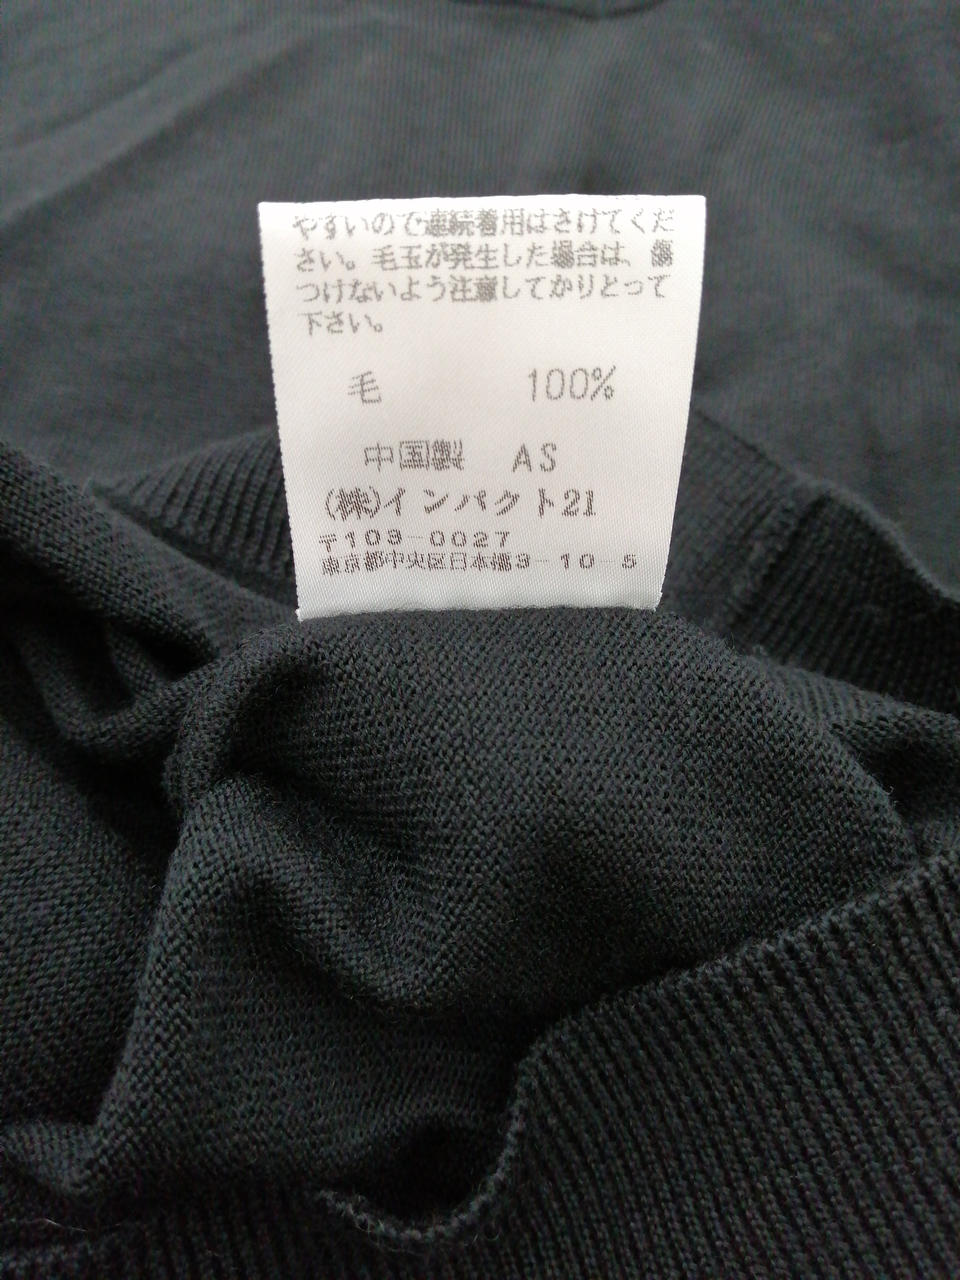 やすいので連続着用はさけてくだ
さい。毛玉が発生した場合は、傷
つけないよう注意してかりとって
下さい。
毛 100%
中国製 AS
(株)インパクト21
〒103-0027
東京都中央区日本橋3-10-5